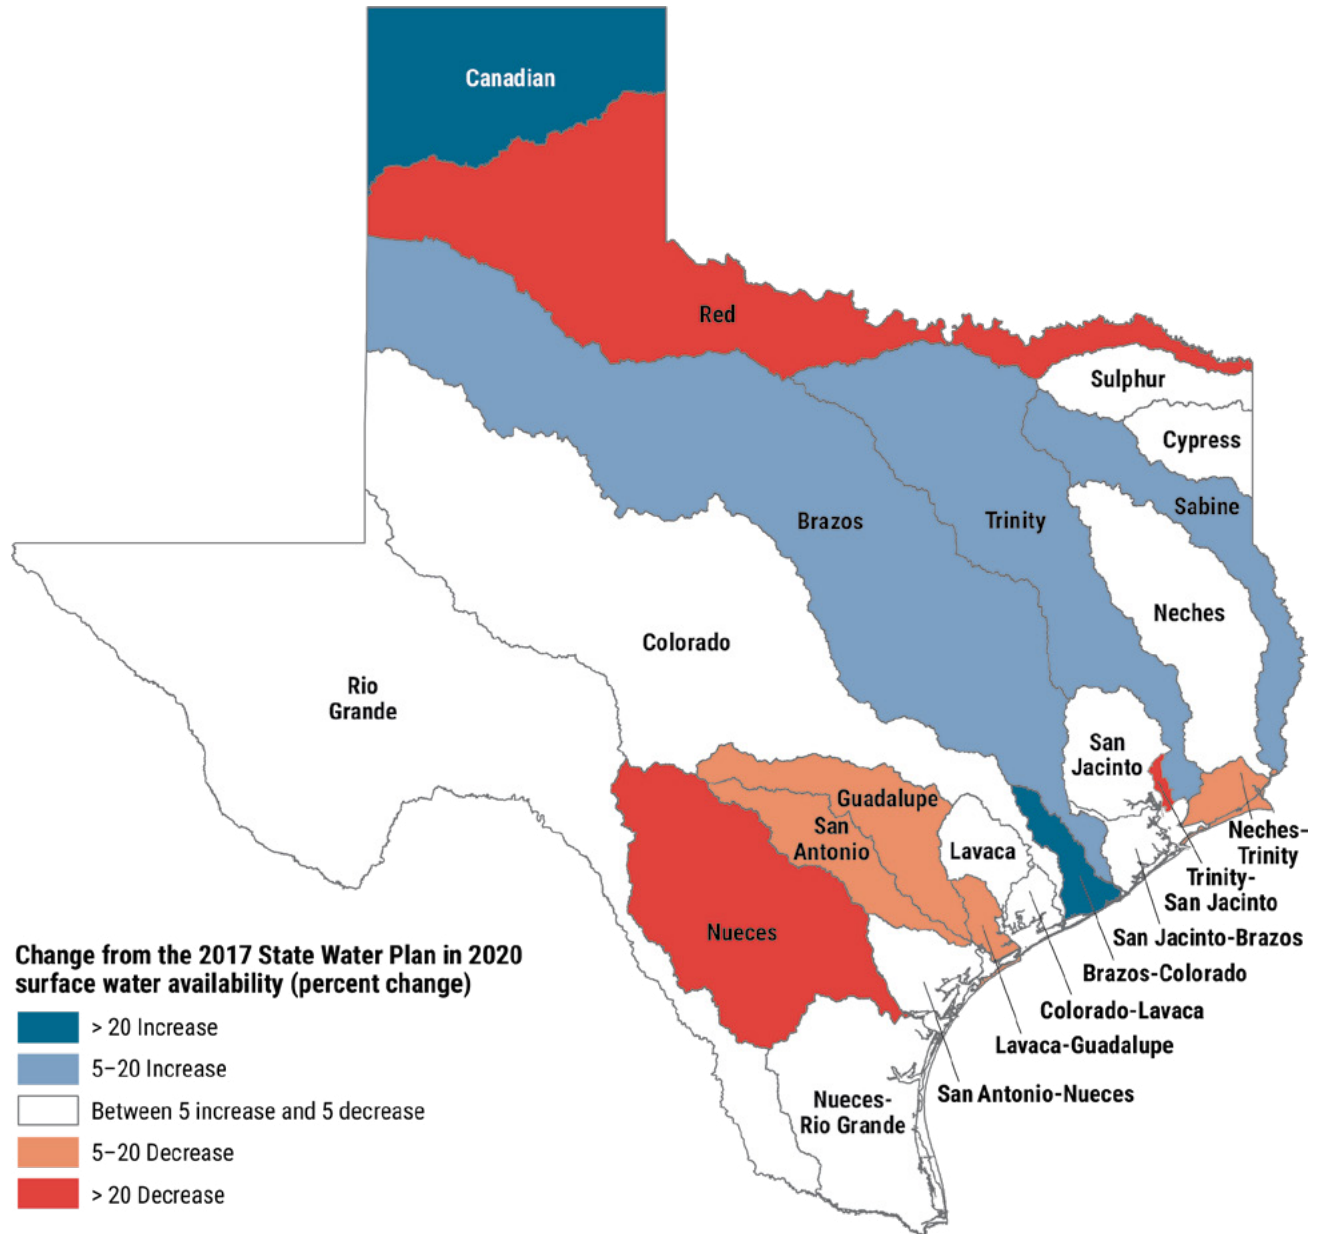 Canadian
Red
Sulphur
Cypress
Sabine
Brazos
Trinity
Neches
Colorado
Rio
Grande
San
Jacinto
Guadalupe
San
Antonio
Lavaca
Neches-
Trinity
Trinity-
San Jacinto
Nueces
San Jacinto-Brazos
Brazos-Colorado
Colorado-Lavaca
Lavaca-Guadalupe
San Antonio-Nueces
Nueces-
Rio Grande
Change from the 2017 State Water Plan in 2020
surface water availability (percent change)
> 20 Increase
5–20 Increase
Between 5 increase and 5 decrease
5–20 Decrease
> 20 Decrease